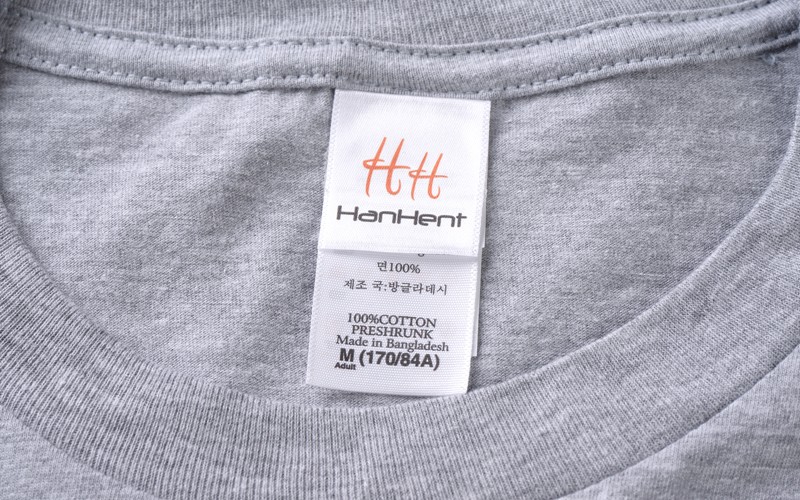 HH
HanHent
면100%
제조 국:방글라데시
100%COTTON
PRESHRUNK
Made in Bangladesh
M (170/84A)
Adult